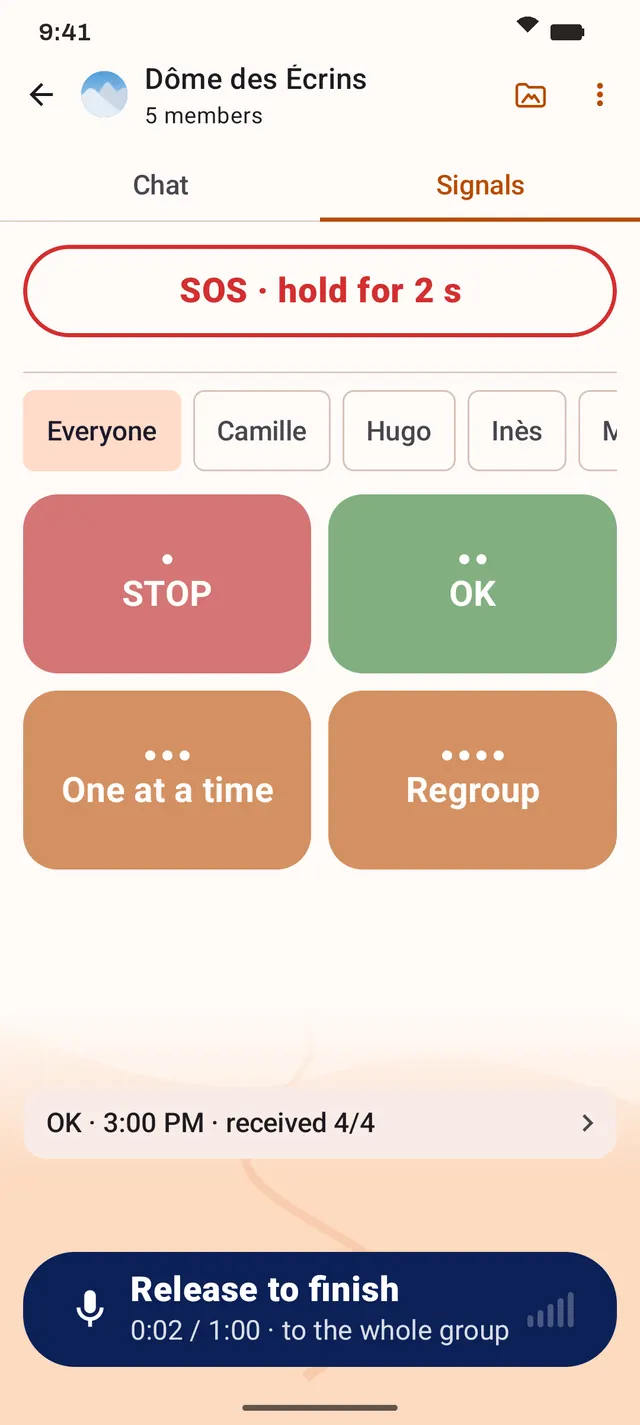 9:41
Dôme des Écrins
5 members
Chat
Signals
SOS · hold for 2 s
Everyone
Camille
Hugo
Inès
STOP
OK
One at a time
Regroup
OK · 3:00 PM · received 4/4
Release to finish
0:02 / 1:00 · to the whole group